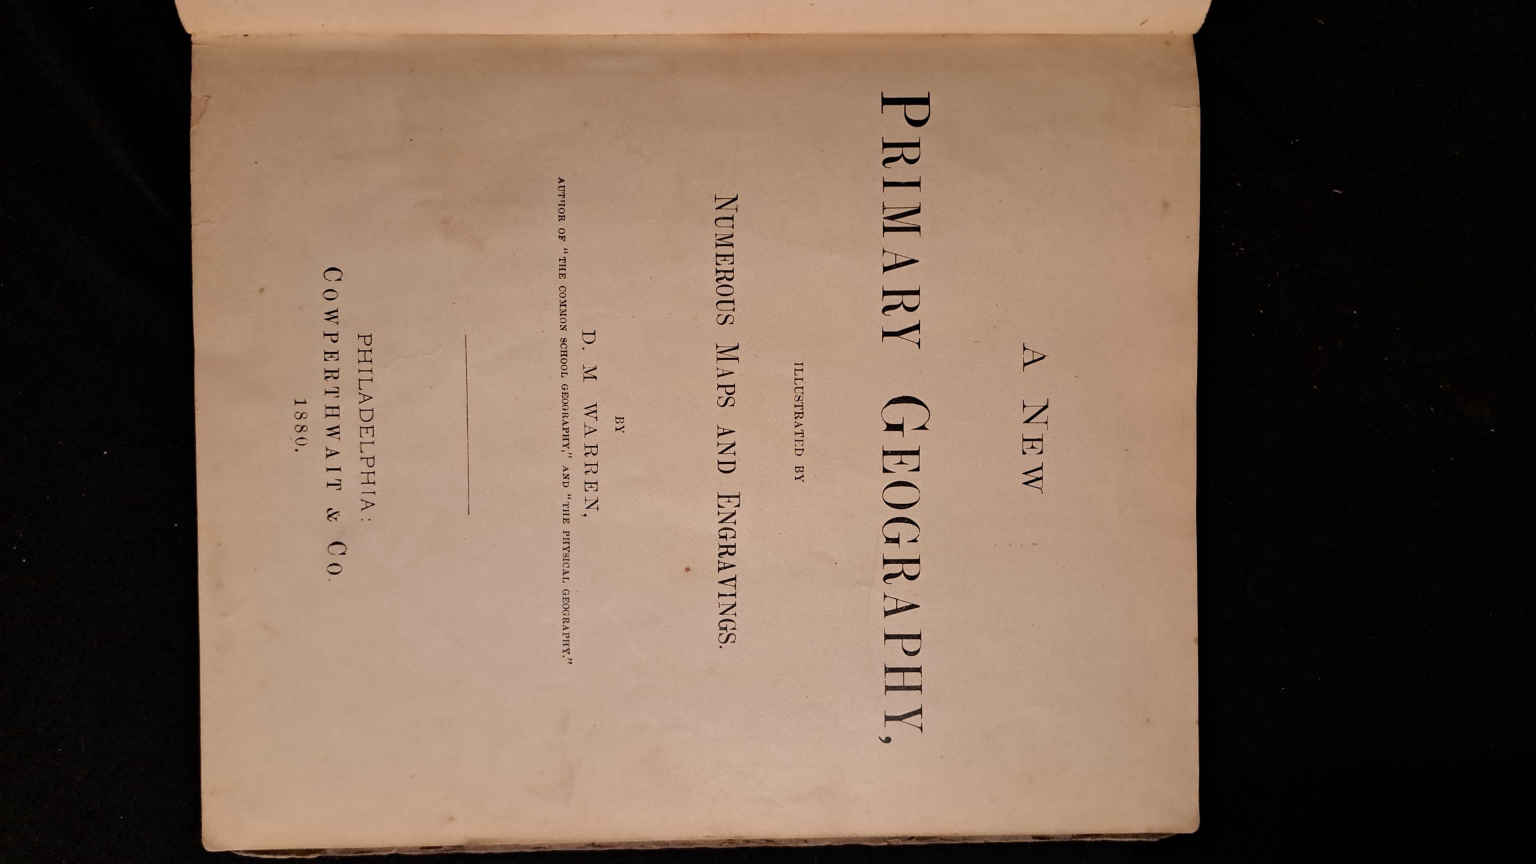 A NEW
PRIMARY GEOGRAPHY,
ILLUSTRATED BY
NUMEROUS MAPS AND ENGRAVINGS.
BY
D. M WARREN,
AUTHOR OF "THE COMMON SCHOOL GEOGRAPHY," AND "THE PHYSICAL GEOGRAPHY."
PHILADELPHIA:
COWPERTHWAIT & CO.
1880.